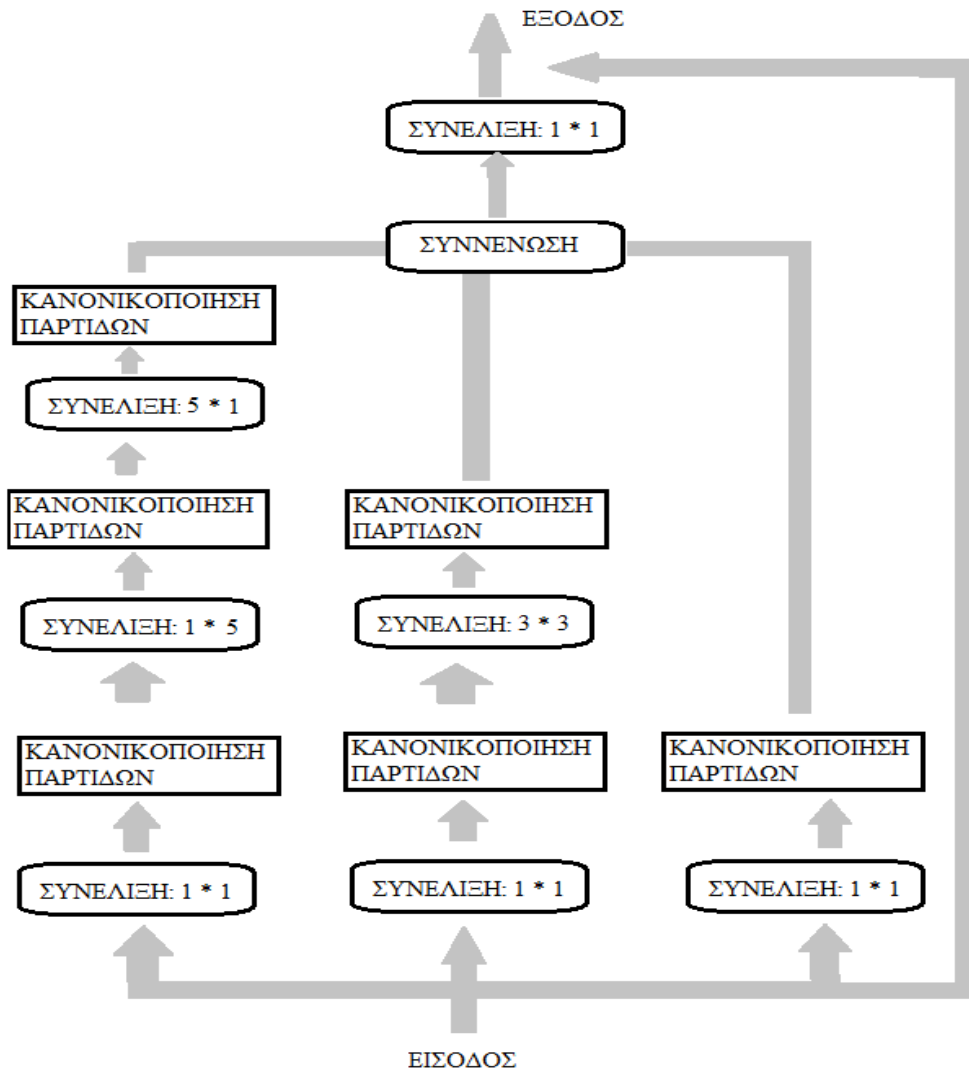 ΕΞΟΔΟΣ
ΣΥΝΕΛΙΞΗ: 1 * 1
ΣΥΝΝΕΝΩΣΗ
ΚΑΝΟΝΙΚΟΠΟΙΗΣΗ
ΠΑΡΤΙΔΩΝ
ΣΥΝΕΛΙΞΗ: 5 * 1
ΚΑΝΟΝΙΚΟΠΟΙΗΣΗ
ΠΑΡΤΙΔΩΝ
ΚΑΝΟΝΙΚΟΠΟΙΗΣΗ
ΠΑΡΤΙΔΩΝ
ΣΥΝΕΛΙΞΗ: 1 * 5
ΣΥΝΕΛΙΞΗ: 3 * 3
ΚΑΝΟΝΙΚΟΠΟΙΗΣΗ
ΠΑΡΤΙΔΩΝ
ΚΑΝΟΝΙΚΟΠΟΙΗΣΗ
ΠΑΡΤΙΔΩΝ
ΚΑΝΟΝΙΚΟΠΟΙΗΣΗ
ΠΑΡΤΙΔΩΝ
ΣΥΝΕΛΙΞΗ: 1 * 1
ΣΥΝΕΛΙΞΗ: 1 * 1
ΣΥΝΕΛΙΞΗ: 1 * 1
ΕΙΣΟΔΟΣ